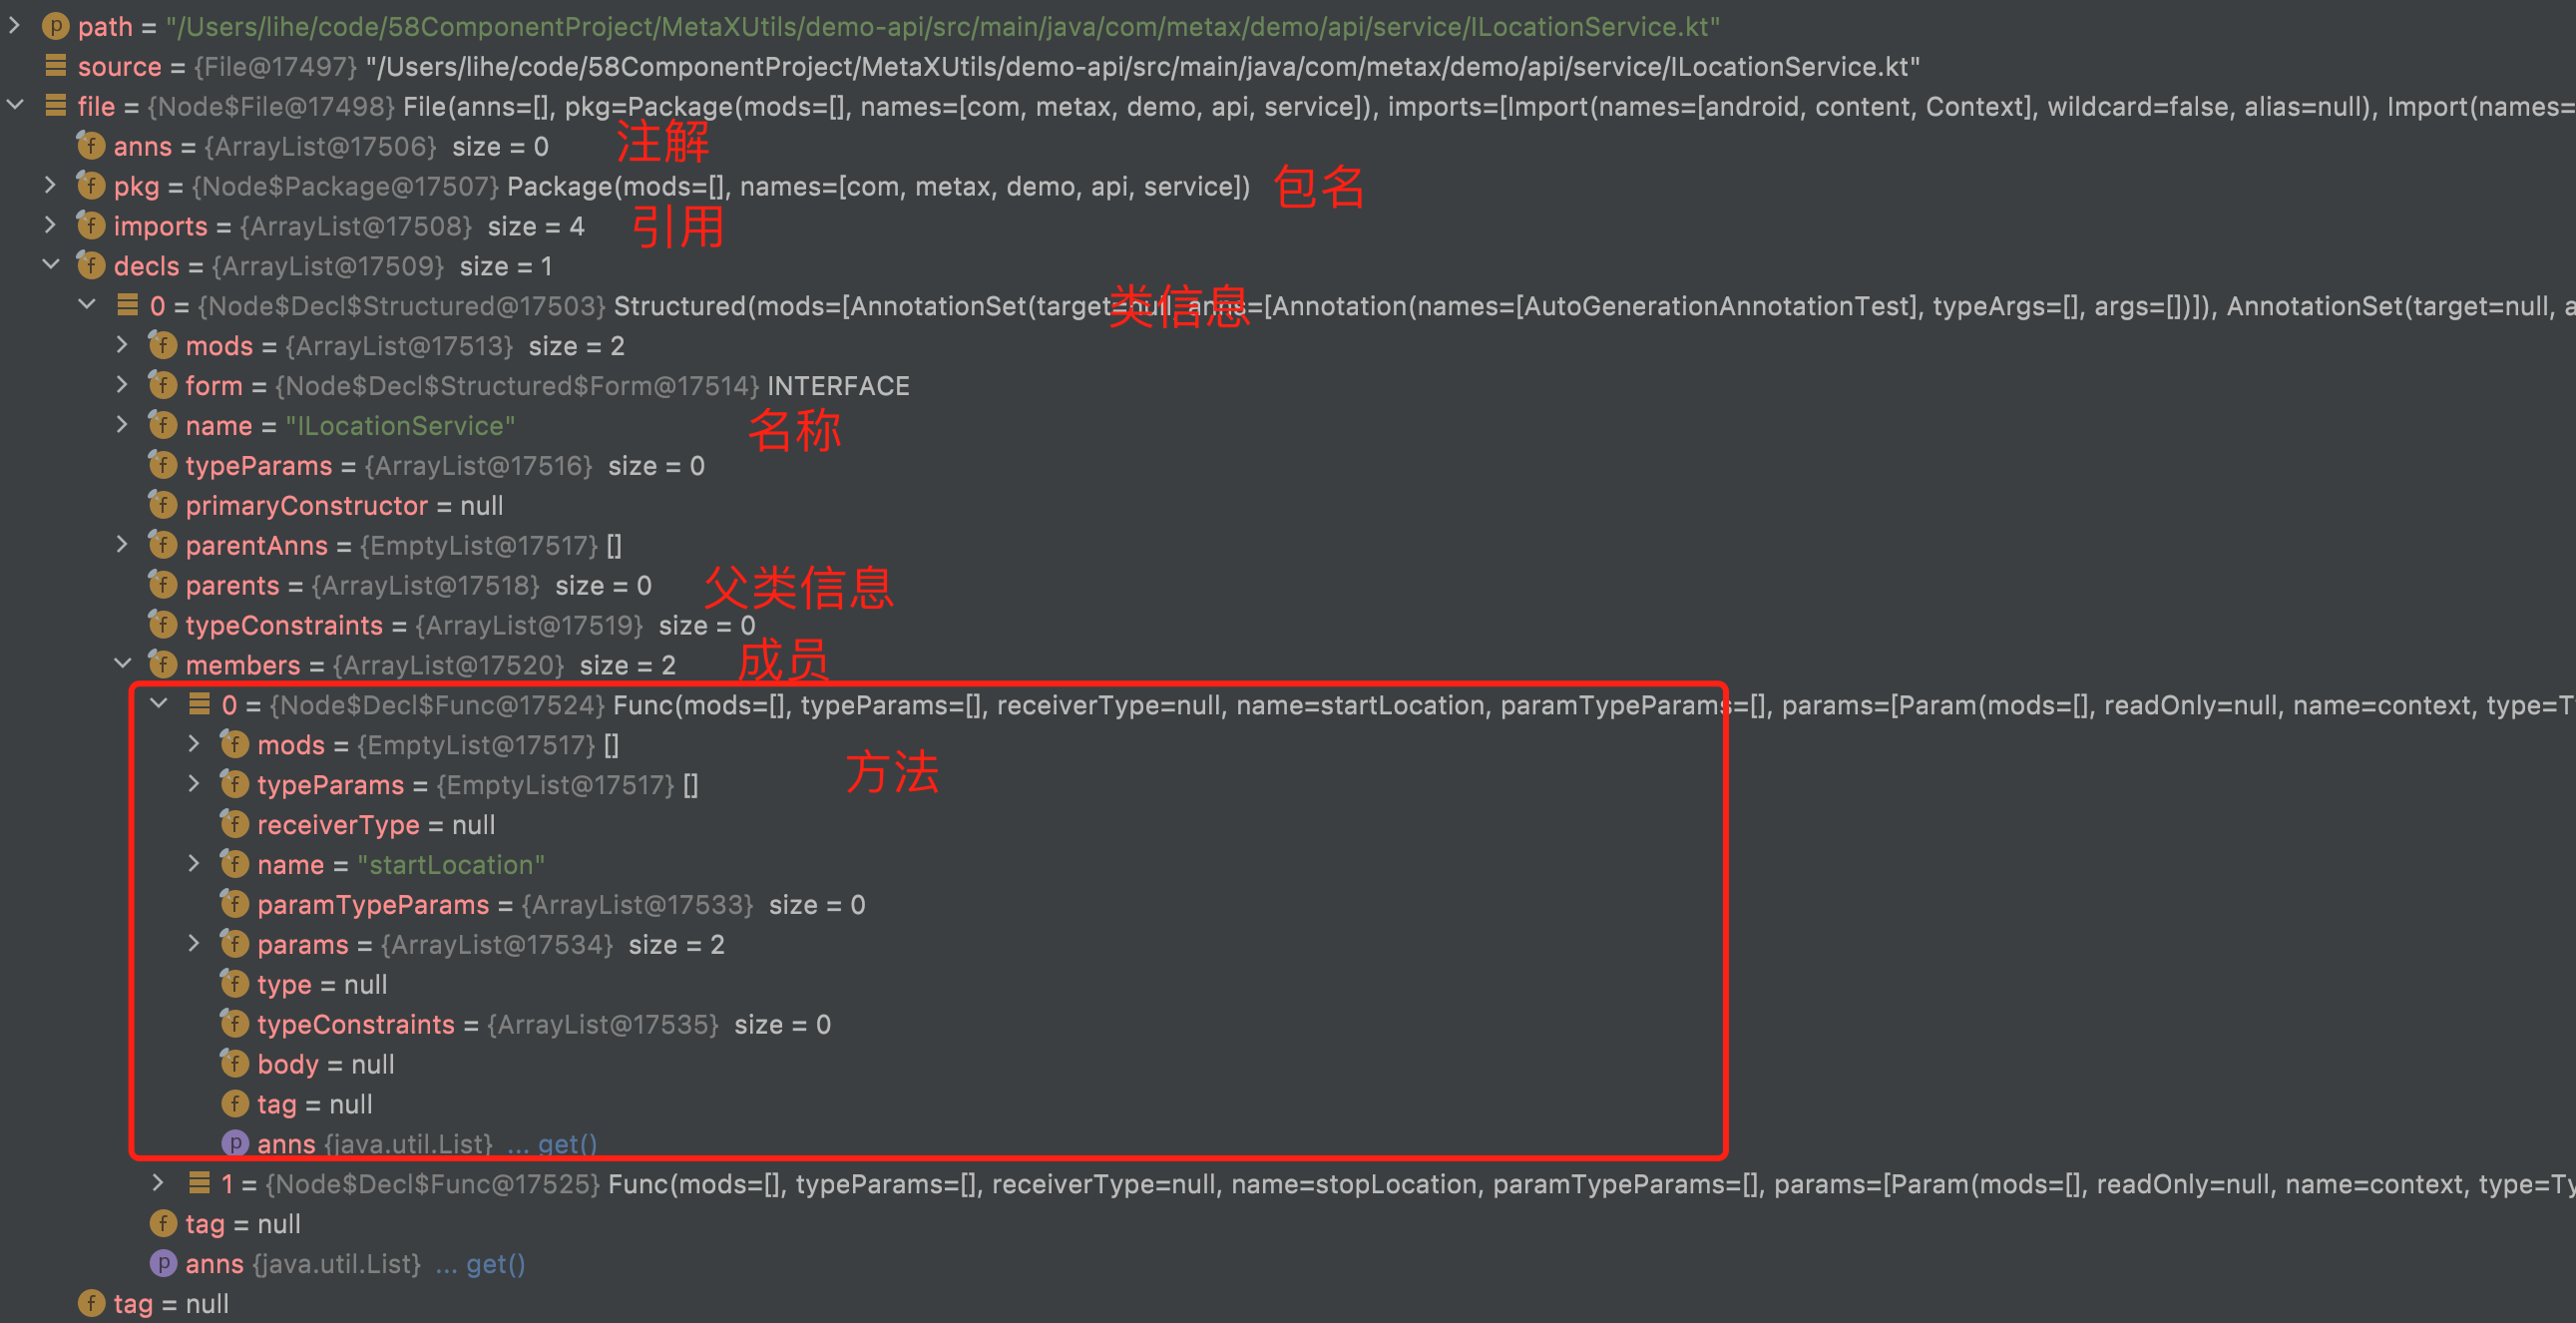 path = "/Users/lihe/code/58ComponentProject/MetaXUtils/demo-api/src/main/java/com/metax/demo/api/service/ILocationService.kt"
source = {File@17497} "/Users/lihe/code/58ComponentProject/MetaXUtils/demo-api/src/main/java/com/metax/demo/api/service/ILocationService.kt"
file = {Node$File@17498} File(anns=[], pkg=Package(mods=[], names=[com, metax, demo, api, service]), imports=[Import(names=[android, content, Context], wildcard=false, alias=null), Import(names=
anns = {ArrayList@17506} size = 0 注解
pkg = {Node$Package@17507} Package(mods=[], names=[com, metax, demo, api, service]) 包名
imports = {ArrayList@17508} size = 4 引用
decls = {ArrayList@17509} size = 1
0 = {Node$Decl$Structured@17503} Structured(mods=[AnnotationSet(target=null, anns=[Annotation(names=[AutoGenerationAnnotationTest], typeArgs=[], args=[])]), AnnotationSet(target=null, a
类信息
mods = {ArrayList@17513} size = 2
form = {Node$Decl$Structured$Form@17514} INTERFACE
name = "ILocationService" 名称
typeParams = {ArrayList@17516} size = 0
primaryConstructor = null
parentAnns = {EmptyList@17517} []
parents = {ArrayList@17518} size = 0 父类信息
typeConstraints = {ArrayList@17519} size = 0
members = {ArrayList@17520} size = 2 成员
0 = {Node$Decl$Func@17524} Func(mods=[], typeParams=[], receiverType=null, name=startLocation, paramTypeParams=[], params=[Param(mods=[], readOnly=null, name=context, type=T
mods = {EmptyList@17517} []
方法
typeParams = {EmptyList@17517} []
receiverType = null
name = "startLocation"
paramTypeParams = {ArrayList@17533} size = 0
params = {ArrayList@17534} size = 2
type = null
typeConstraints = {ArrayList@17535} size = 0
body = null
tag = null
anns {java.util.List} ... get()
1 = {Node$Decl$Func@17525} Func(mods=[], typeParams=[], receiverType=null, name=stopLocation, paramTypeParams=[], params=[Param(mods=[], readOnly=null, name=context, type=Ty
tag = null
anns {java.util.List} ... get()
tag = null